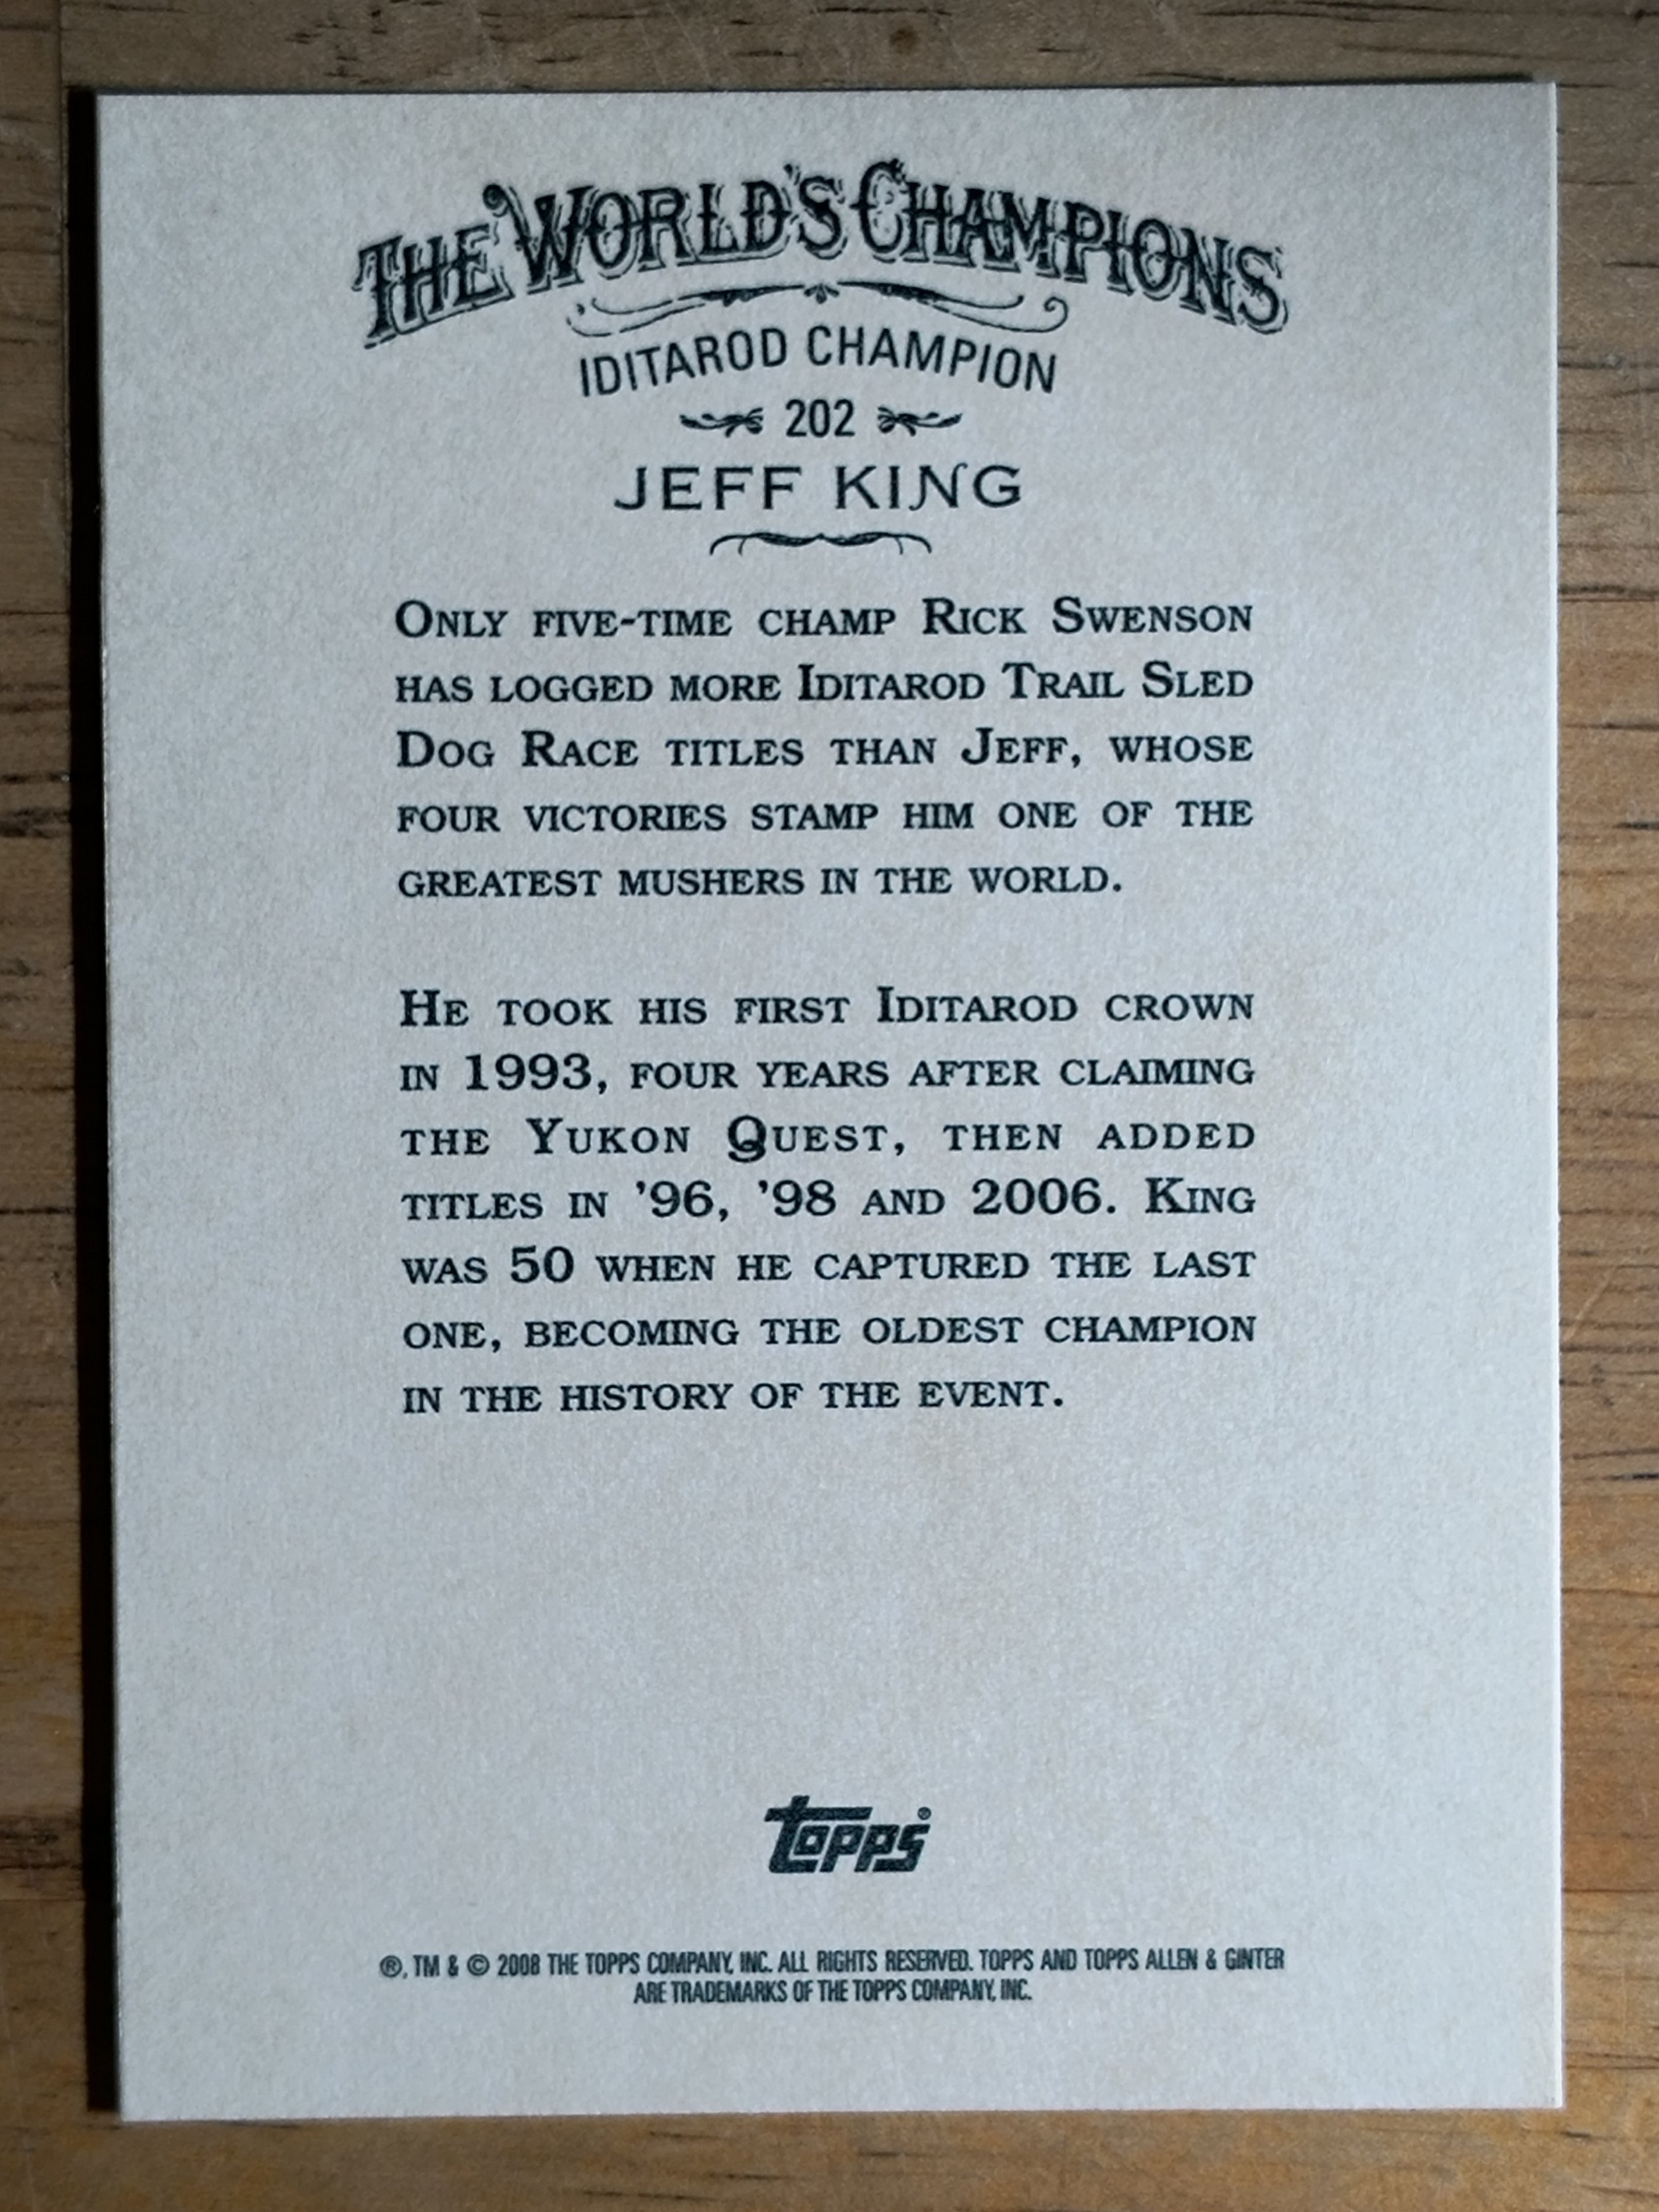 THE WORLD'S CHAMPIONS
IDITAROD CHAMPION
202
JEFF KING
ONLY FIVE-TIME CHAMP RICK SWENSON
HAS LOGGED MORE IDITAROD TRAIL SLED
DOG RACE TITLES THAN JEFF, WHOSE
FOUR VICTORIES STAMP HIM ONE OF THE
GREATEST MUSHERS IN THE WORLD.
HE TOOK HIS FIRST IDITAROD CROWN
IN 1993, FOUR YEARS AFTER CLAIMING
THE YUKON QUEST, THEN ADDED
TITLES IN '96, '98 AND 2006. KING
WAS 50 WHEN HE CAPTURED THE LAST
ONE, BECOMING THE OLDEST CHAMPION
IN THE HISTORY OF THE EVENT.
Topps®
®, TM & © 2008 THE TOPPS COMPANY, INC. ALL RIGHTS RESERVED. TOPPS AND TOPPS ALLEN & GINTER
ARE TRADEMARKS OF THE TOPPS COMPANY, INC.